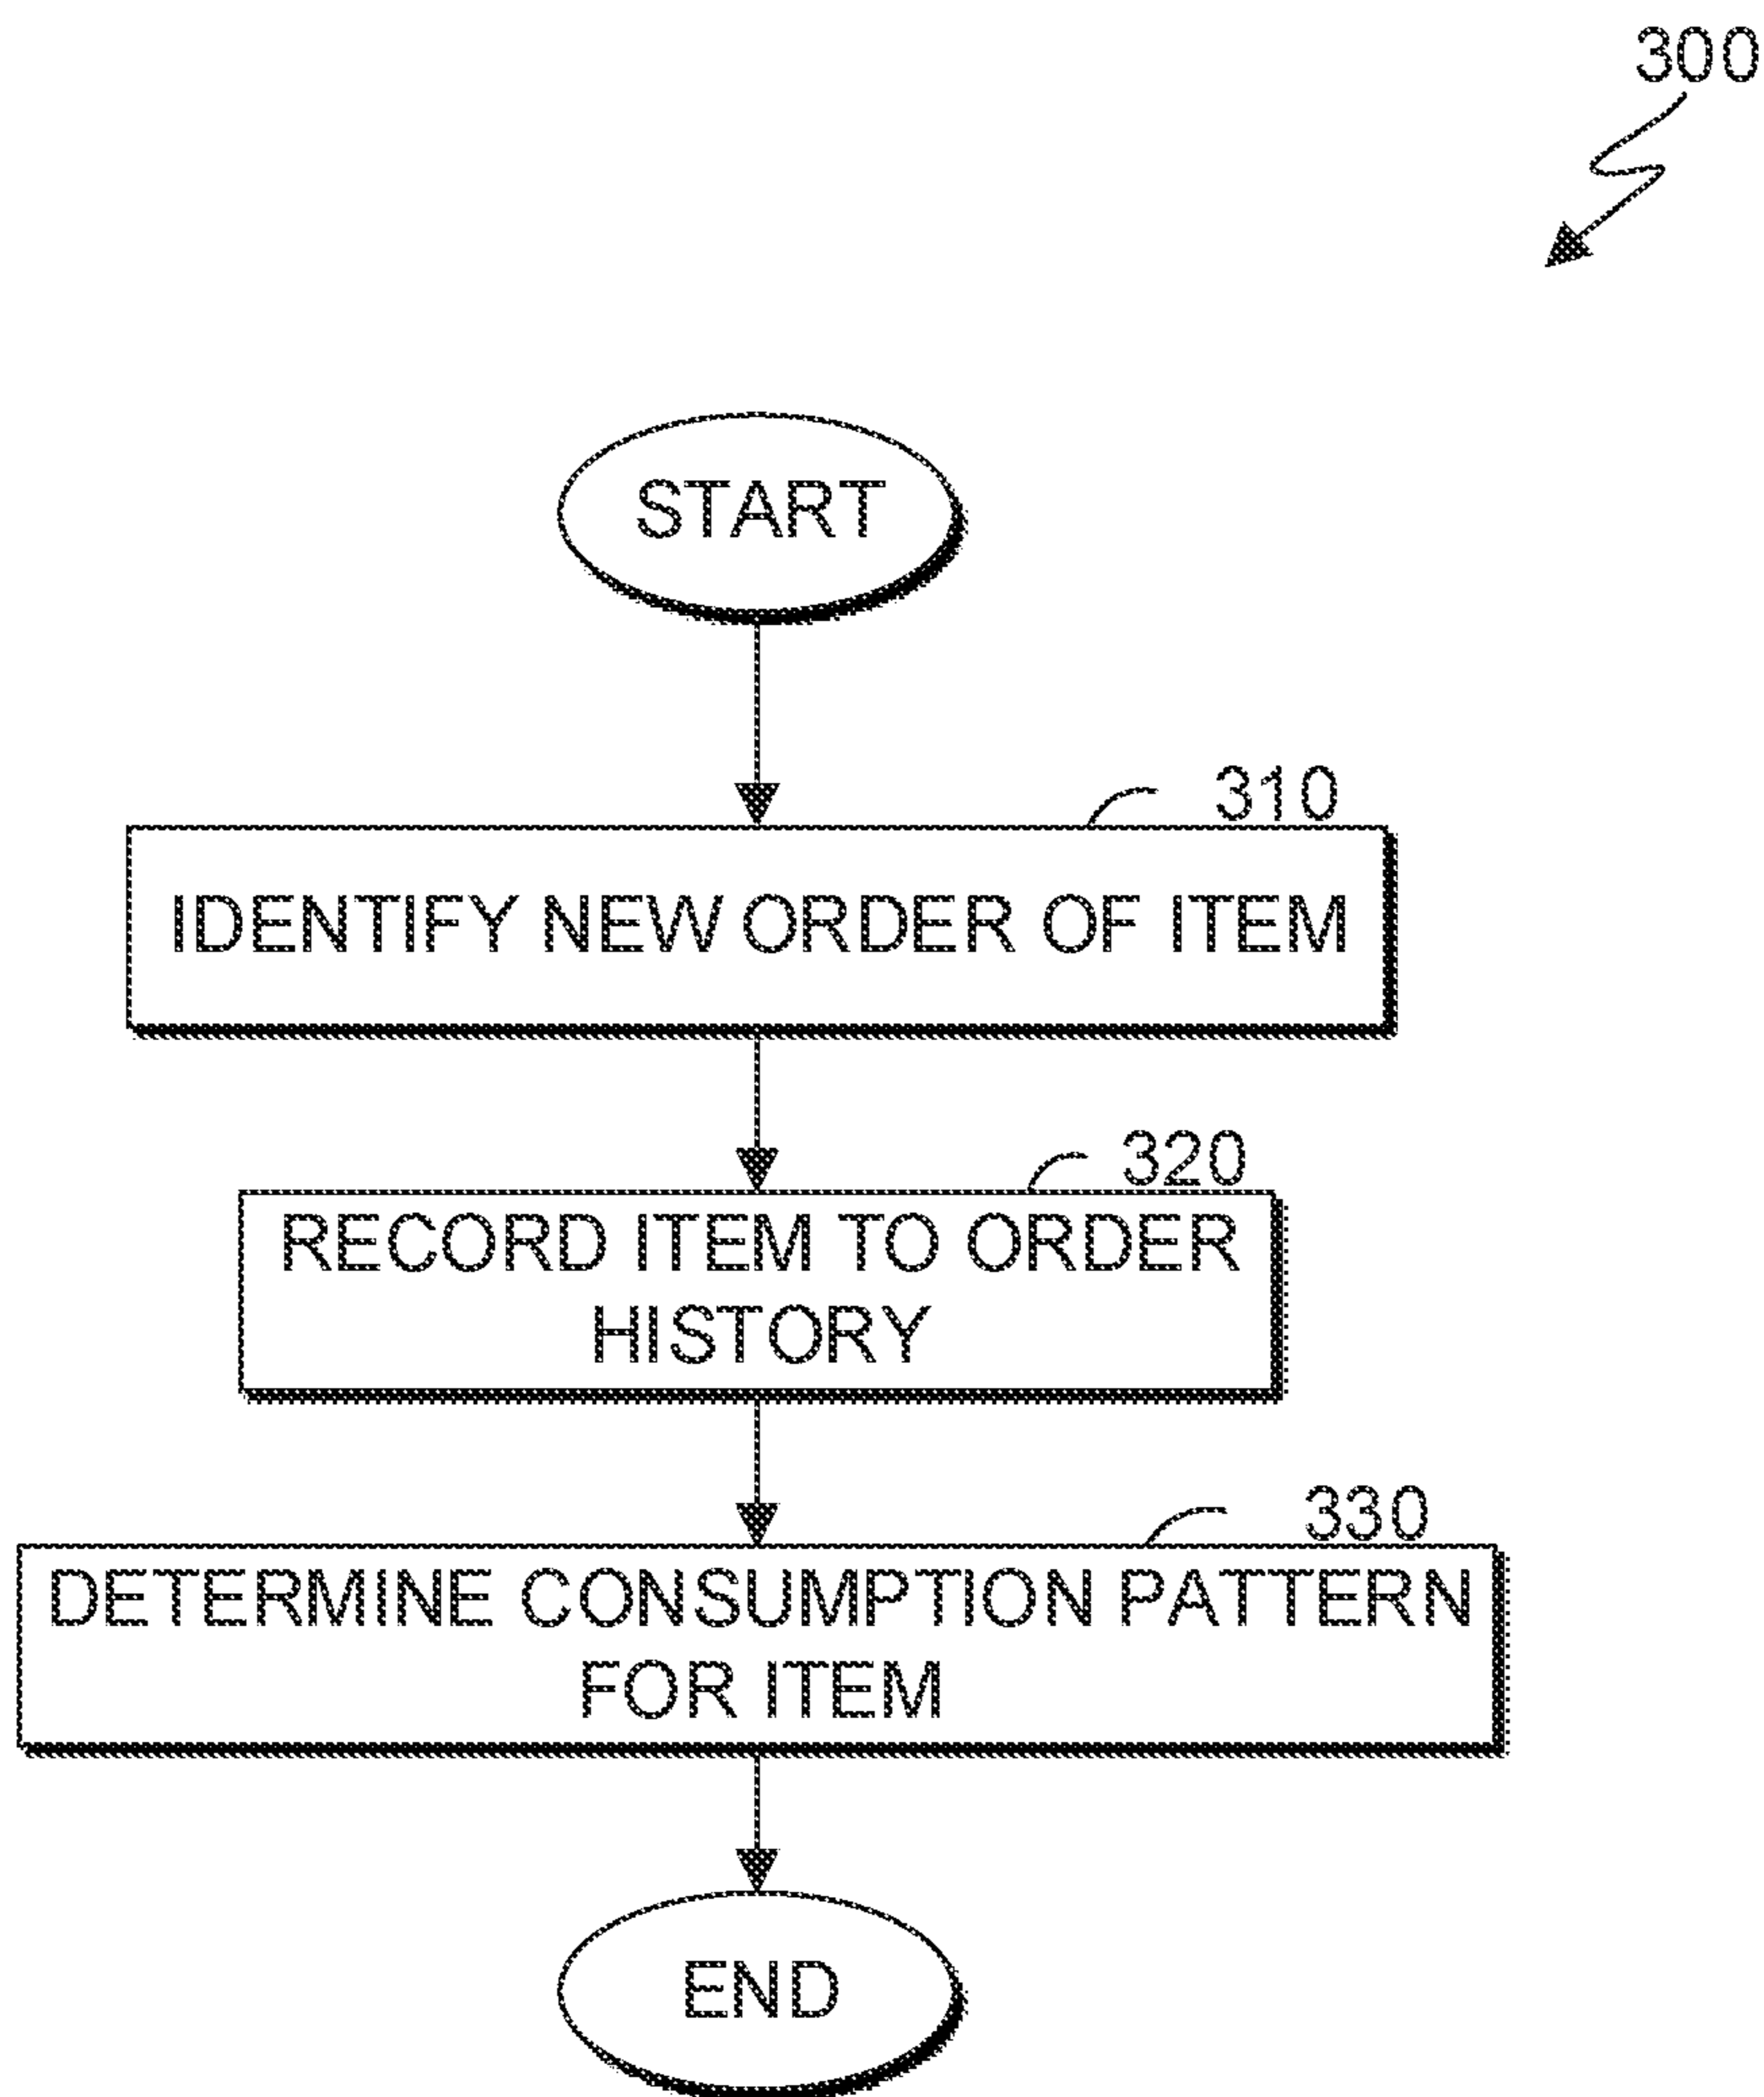 300
START
310
IDENTIFY NEW ORDER OF ITEM
320
RECORD ITEM TO ORDER
HISTORY
330
DETERMINE CONSUMPTION PATTERN
FOR ITEM
END